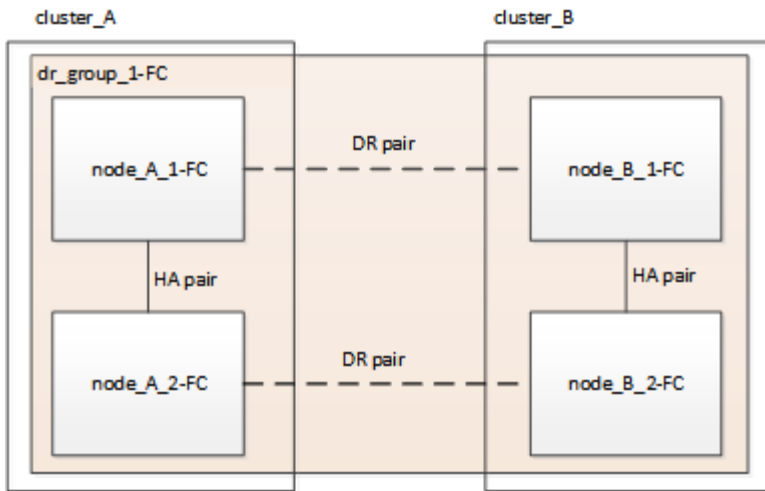 cluster_A
cluster_B
dr_group_1-FC
node_A_1-FC
DR pair
node_B_1-FC
HA pair
HA pair
node_A_2-FC
DR pair
node_B_2-FC